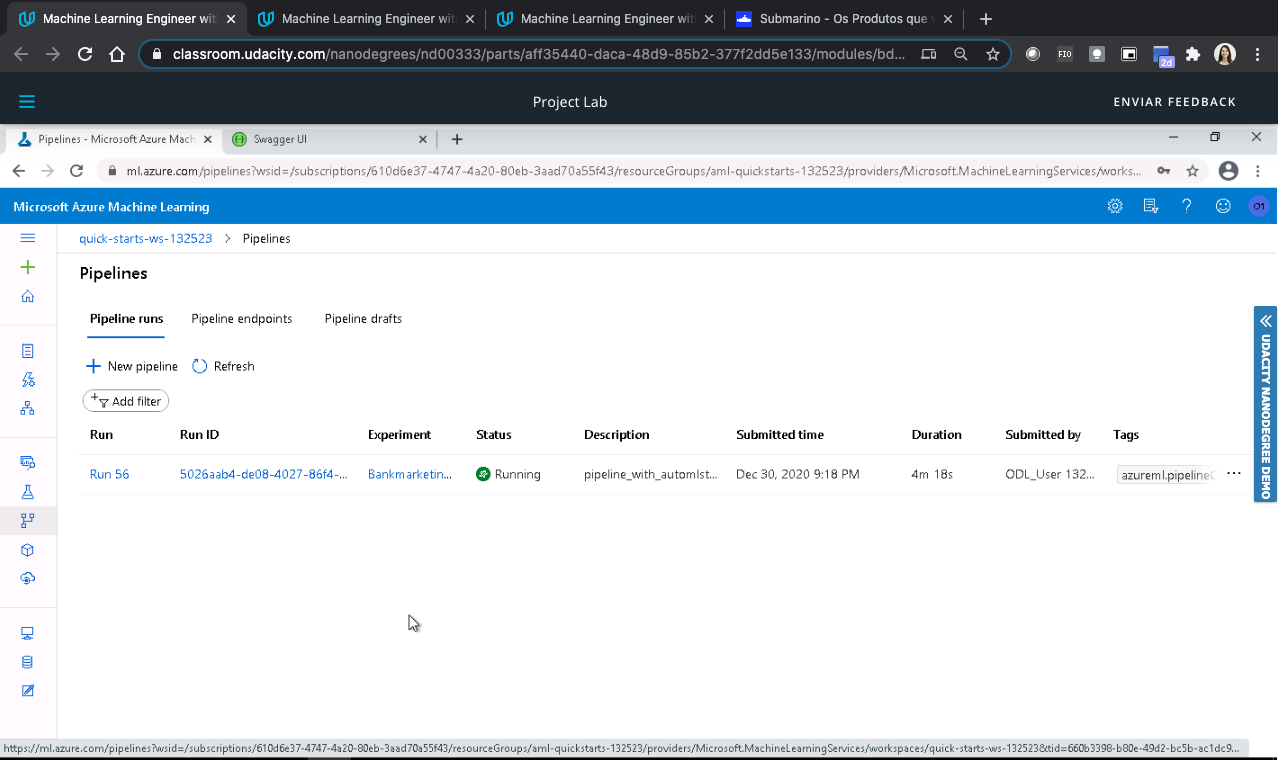 Machine Learning Engineer wit
Machine Learning Engineer wit
Machine Learning Engineer wit
Submarino - Os Produtos que v
classroom.udacity.com/nanodegrees/nd00333/parts/aff35440-daca-48d9-85b2-377f2dd5e133/modules/bd...
FIO
2d
Project Lab
ENVIAR FEEDBACK
Pipelines - Microsoft Azure Mach
Swagger UI
ml.azure.com/pipelines?wsid=/subscriptions/610d6e37-4747-4a20-80eb-3aad70a55f43/resourceGroups/aml-quickstarts-132523/providers/Microsoft.MachineLearningServices/works...
Microsoft Azure Machine Learning
O1
quick-starts-ws-132523 > Pipelines
Pipelines
Pipeline runs Pipeline endpoints Pipeline drafts
New pipeline Refresh
Add filter
Run Run ID Experiment Status Description Submitted time Duration Submitted by Tags
Run 56 5026aab4-de08-4027-86f4-... Bankmarketin... Running pipeline_with_automlst... Dec 30, 2020 9:18 PM 4m 18s ODL_User 132... azureml.pipelineC ...
UDACITY NANODEGREE DEMO
https://ml.azure.com/pipelines?wsid=/subscriptions/610d6e37-4747-4a20-80eb-3aad70a55f43/resourceGroups/aml-quickstarts-132523/providers/Microsoft.MachineLearningServices/workspaces/quick-starts-ws-132523&tid=660b3398-b80e-49d2-bc5b-ac1dc9...